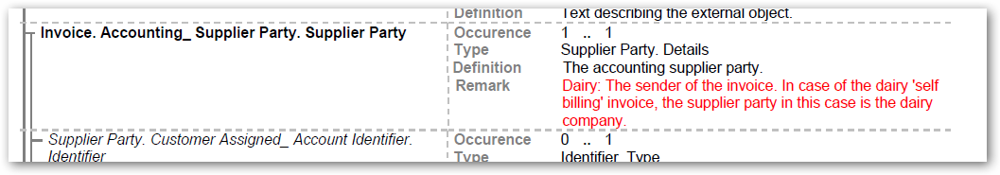 Definition Text describing the external object.
Invoice. Accounting_ Supplier Party. Supplier Party Occurence 1 .. 1
Type Supplier Party. Details
Definition The accounting supplier party.
Remark Dairy: The sender of the invoice. In case of the dairy 'self
billing' invoice, the supplier party in this case is the dairy
company.
Supplier Party. Customer Assigned_ Account Identifier. Occurence 0 .. 1
Identifier Type Identifier. Type